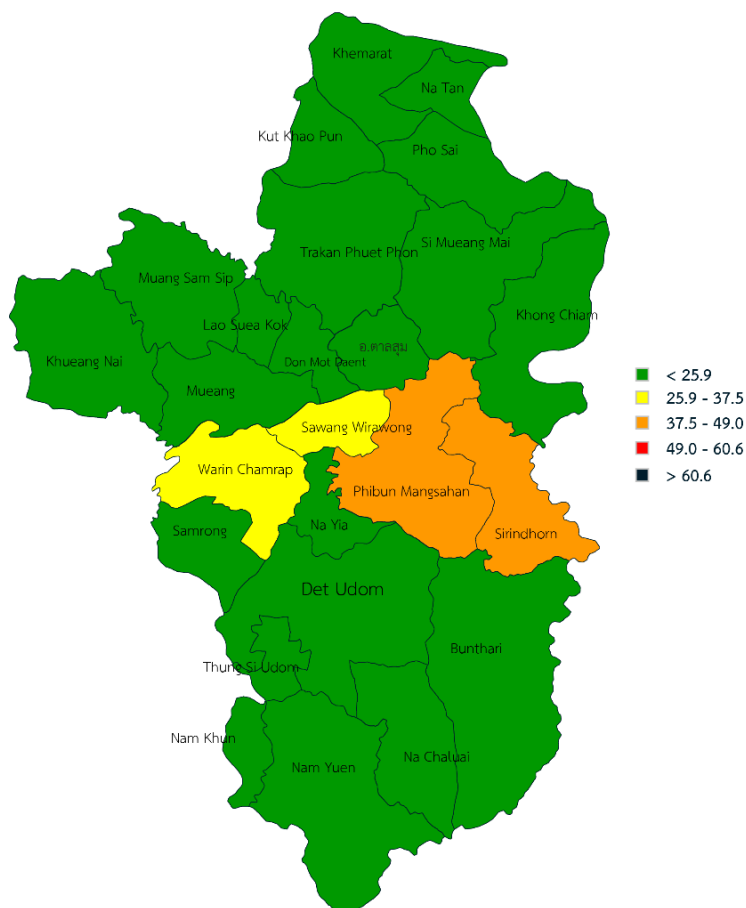 Khemarat
Na Tan
Kut Khao Pun
Pho Sai
Si Mueang Mai
Trakan Phuet Phon
Muang Sam Sip
Khong Chiam
Lao Suea Kok
อ.ตาลสุม
Khueang Nai
Don Mot Daent
Mueang
Sawang Wirawong
Warin Chamrap
Phibun Mangsahan
Na Yia
Samrong
Sirindhorn
Det Udom
Bunthari
Thung Si Udom
Nam Khun
Na Chaluai
Nam Yuen
< 25.9
25.9 - 37.5
37.5 - 49.0
49.0 - 60.6
> 60.6